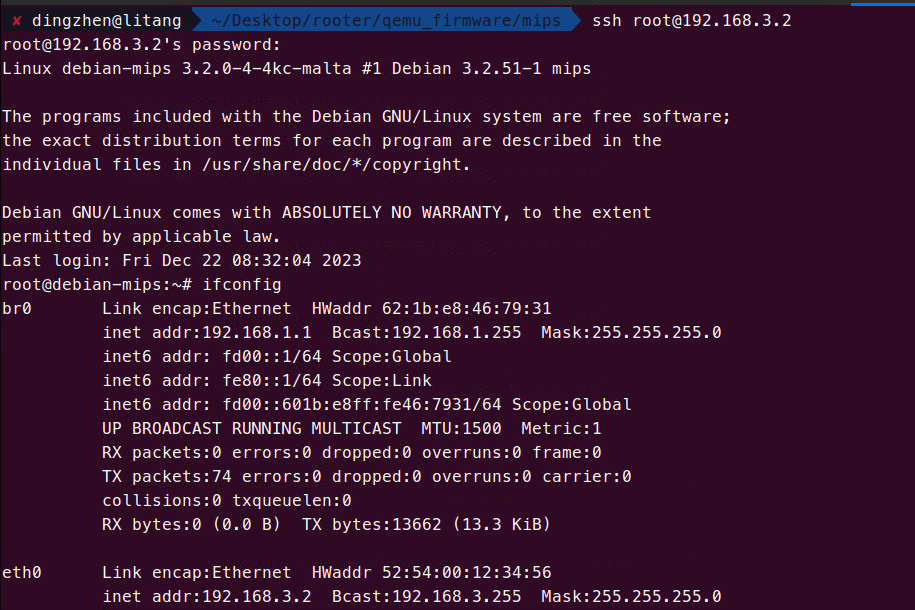 ✘ dingzhen@litang ~/Desktop/rooter/qemu_firmware/mips ssh root@192.168.3.2
root@192.168.3.2's password:
Linux debian-mips 3.2.0-4-4kc-malta #1 Debian 3.2.51-1 mips
The programs included with the Debian GNU/Linux system are free software;
the exact distribution terms for each program are described in the
individual files in /usr/share/doc/*/copyright.
Debian GNU/Linux comes with ABSOLUTELY NO WARRANTY, to the extent
permitted by applicable law.
Last login: Fri Dec 22 08:32:04 2023
root@debian-mips:~# ifconfig
br0       Link encap:Ethernet  HWaddr 62:1b:e8:46:79:31
          inet addr:192.168.1.1  Bcast:192.168.1.255  Mask:255.255.255.0
          inet6 addr: fd00::1/64 Scope:Global
          inet6 addr: fe80::1/64 Scope:Link
          inet6 addr: fd00::601b:e8ff:fe46:7931/64 Scope:Global
          UP BROADCAST RUNNING MULTICAST  MTU:1500  Metric:1
          RX packets:0 errors:0 dropped:0 overruns:0 frame:0
          TX packets:74 errors:0 dropped:0 overruns:0 carrier:0
          collisions:0 txqueuelen:0
          RX bytes:0 (0.0 B)  TX bytes:13662 (13.3 KiB)
eth0      Link encap:Ethernet  HWaddr 52:54:00:12:34:56
          inet addr:192.168.3.2  Bcast:192.168.3.255  Mask:255.255.255.0